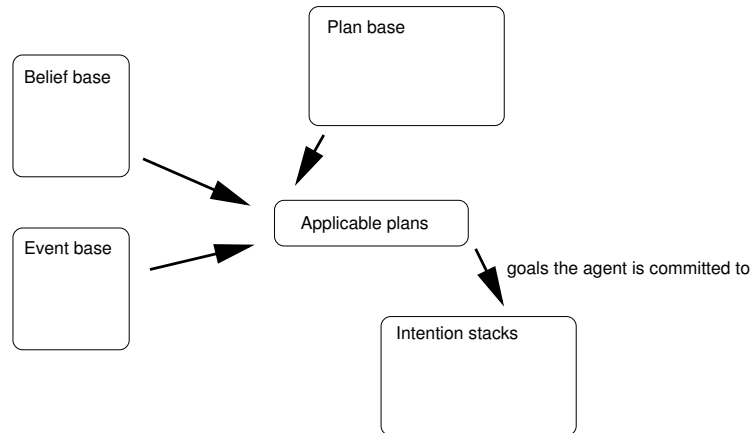 Plan base
Belief base
Applicable plans
Event base
goals the agent is committed to
Intention stacks